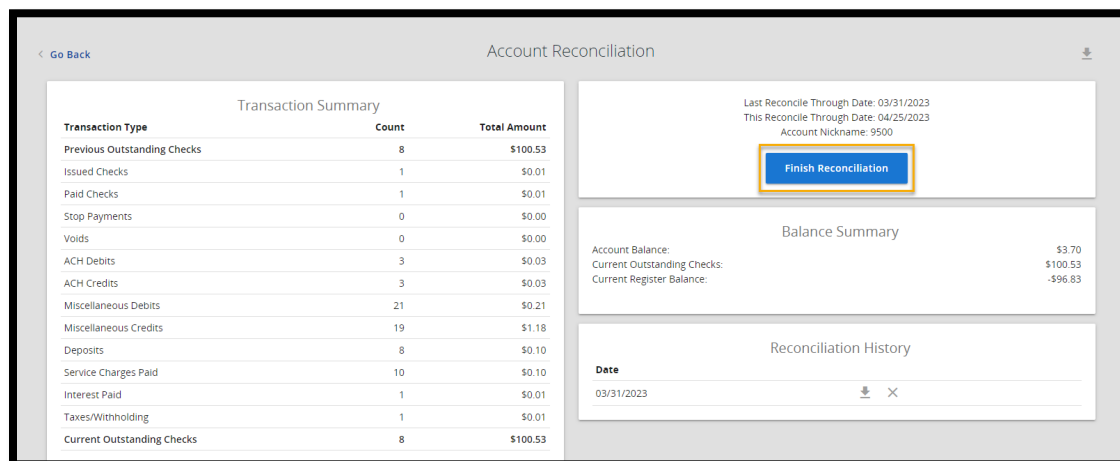 Go Back
Account Reconciliation
Transaction Summary
Transaction Type Count Total Amount
Previous Outstanding Checks 8 $100.53
Issued Checks 1 $0.01
Paid Checks 1 $0.01
Stop Payments 0 $0.00
Voids 0 $0.00
ACH Debits 3 $0.03
ACH Credits 3 $0.03
Miscellaneous Debits 21 $0.21
Miscellaneous Credits 19 $1.18
Deposits 8 $0.10
Service Charges Paid 10 $0.10
Interest Paid 1 $0.01
Taxes/Withholding 1 $0.01
Current Outstanding Checks 8 $100.53
Last Reconcile Through Date: 03/31/2023
This Reconcile Through Date: 04/25/2023
Account Nickname: 9500
Finish Reconciliation
Balance Summary
Account Balance: $3.70
Current Outstanding Checks: $100.53
Current Register Balance: -$96.83
Reconciliation History
Date
03/31/2023